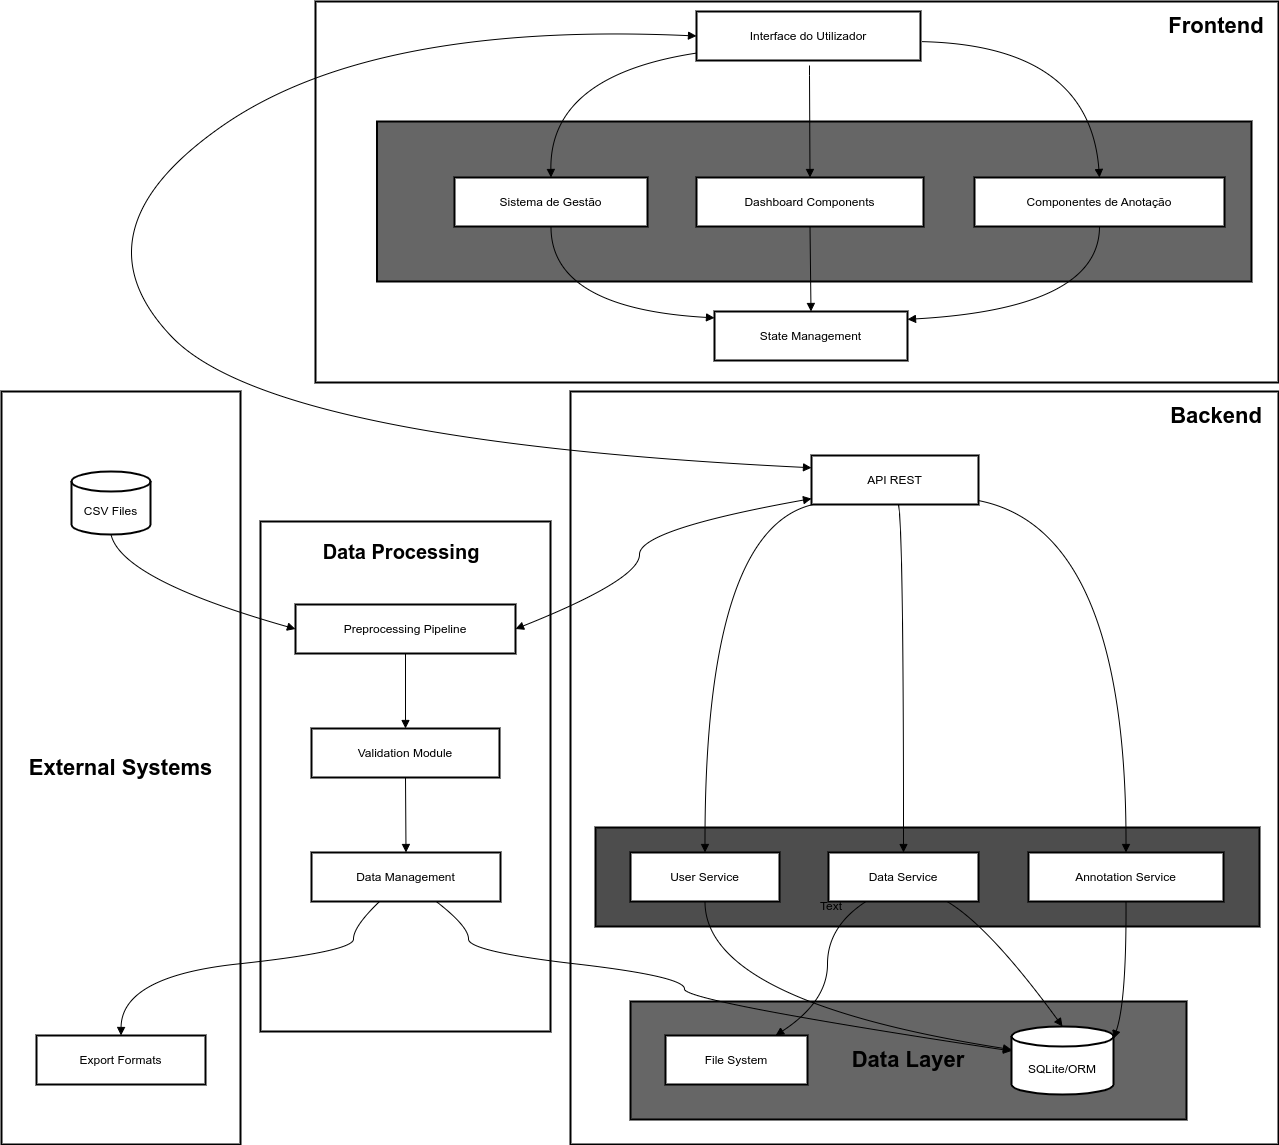 Frontend
Interface do Utilizador
Sistema de Gestão
Dashboard Components
Componentes de Anotação
State Management
Backend
API REST
CSV Files
Data Processing
Preprocessing Pipeline
Validation Module
External Systems
Data Management
User Service
Data Service
Annotation Service
Text
Export Formats
File System
Data Layer
SQLite/ORM